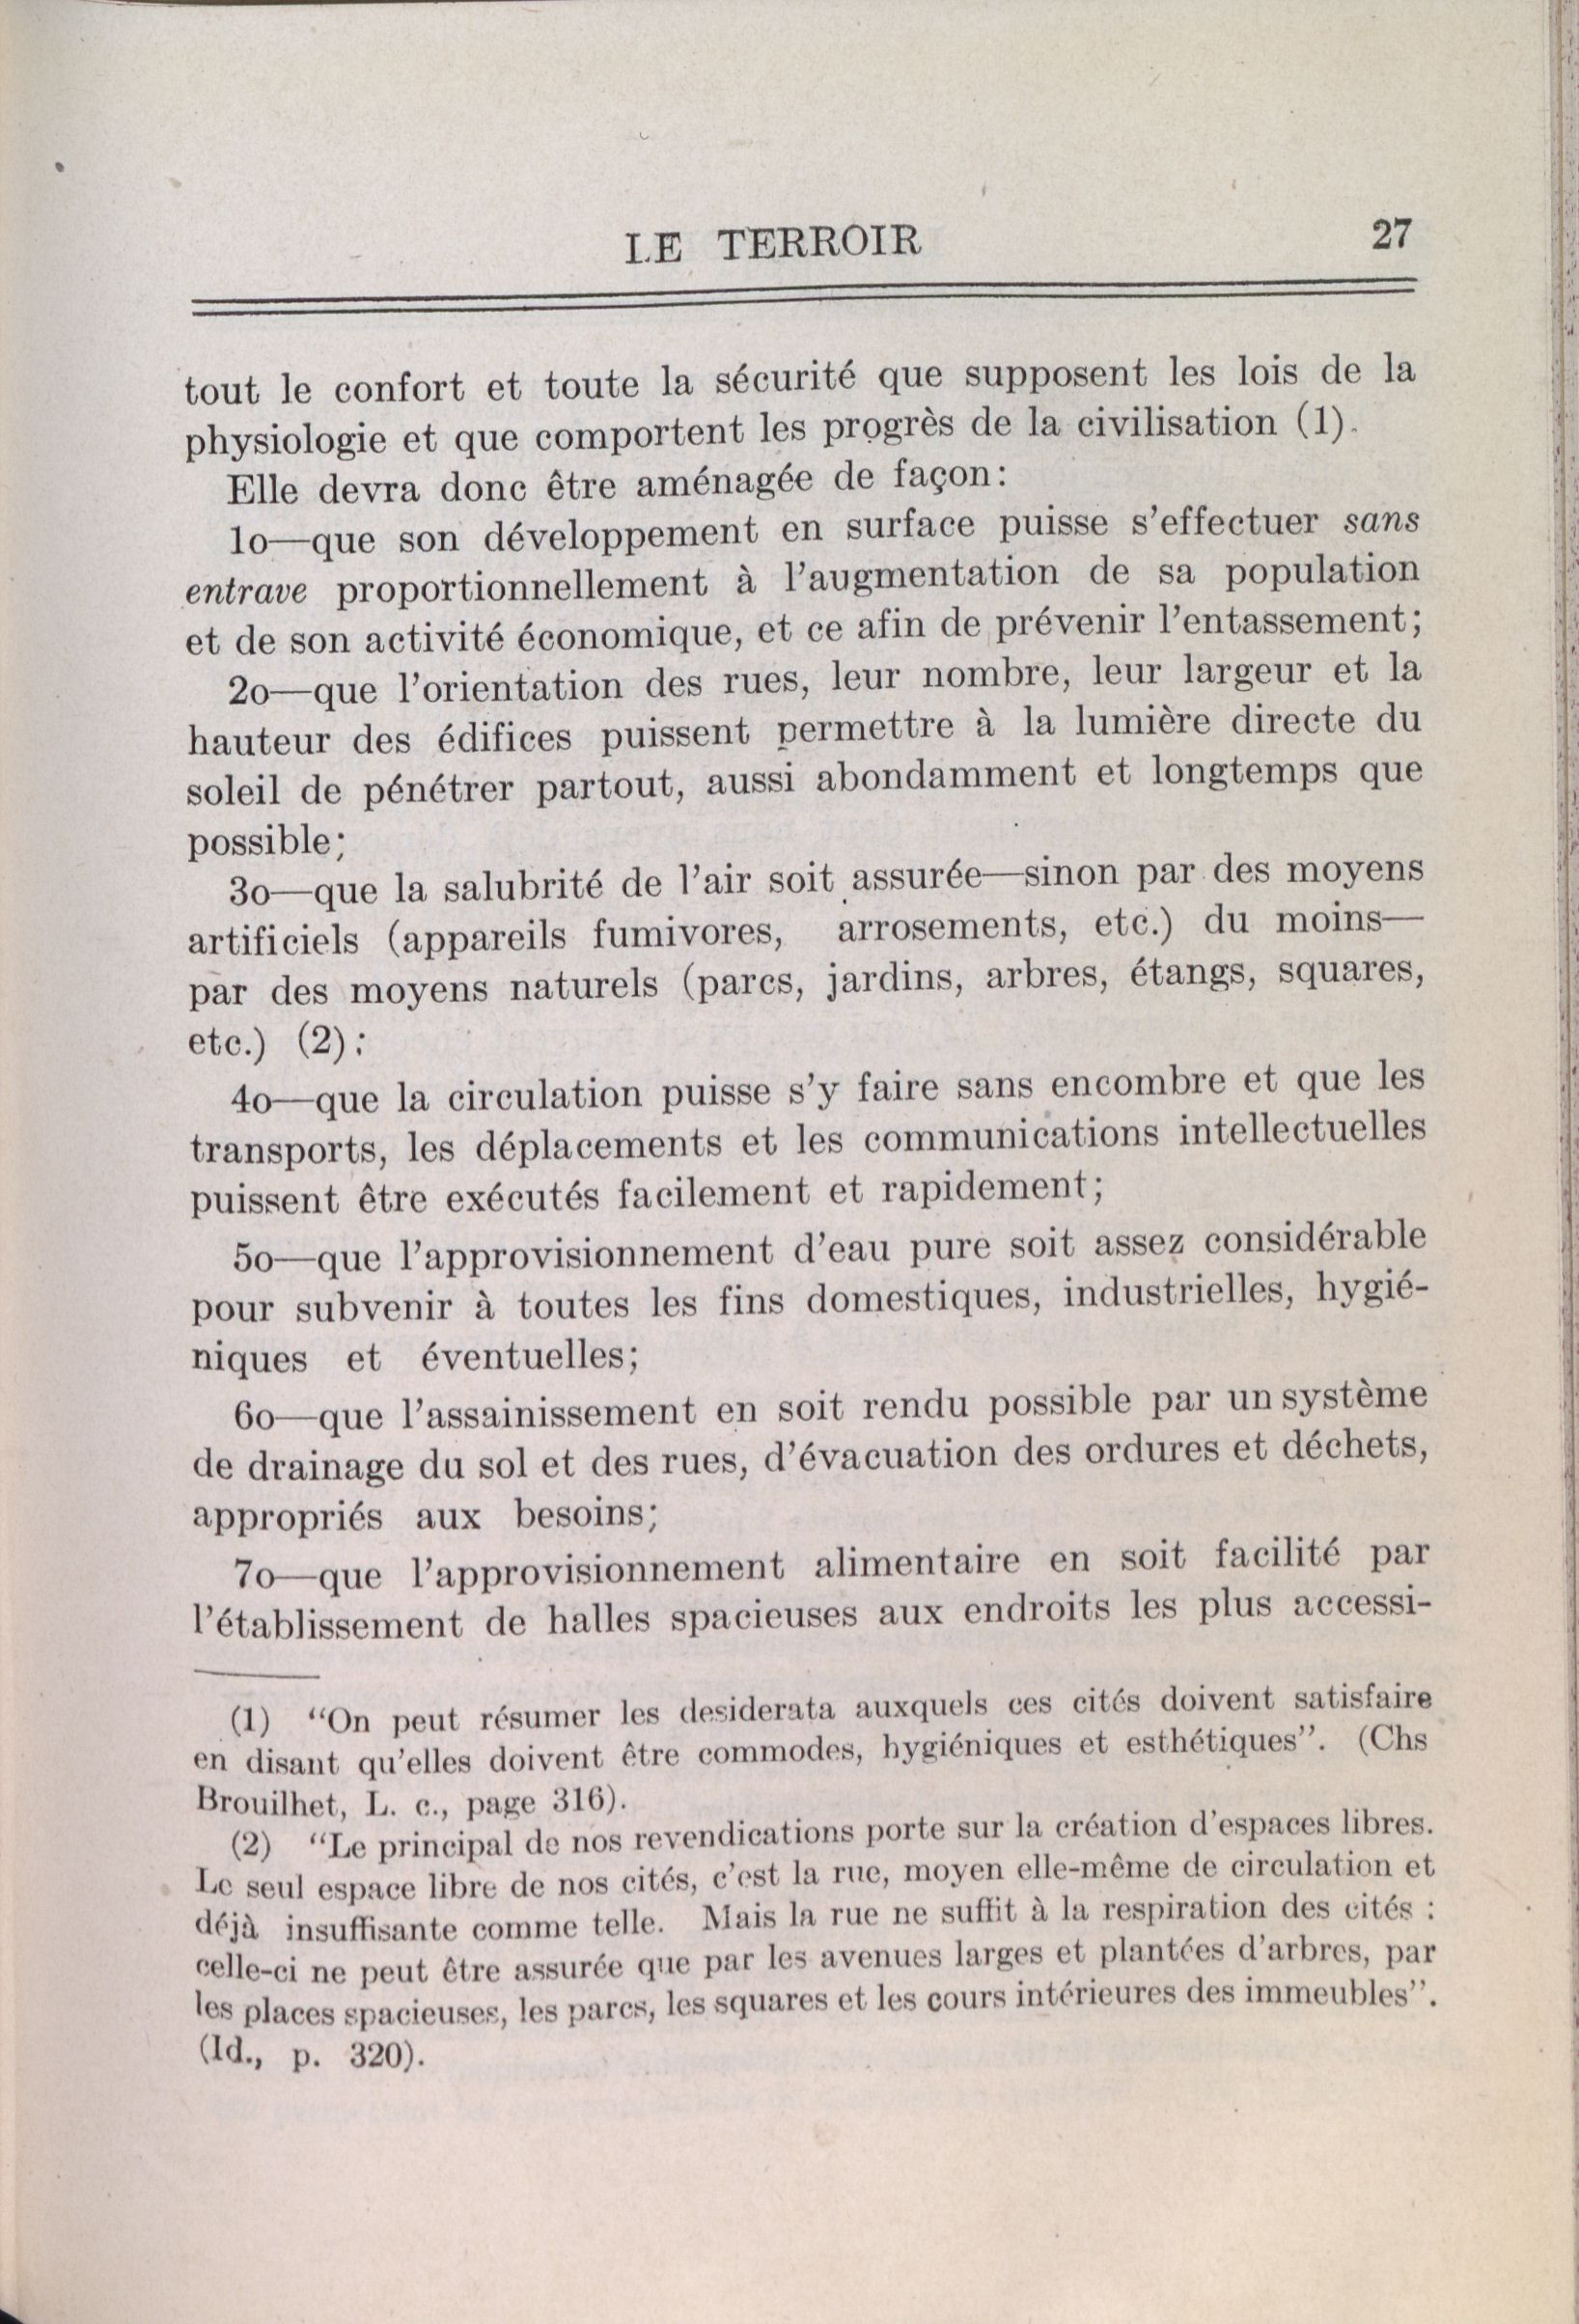 LE TERROIR 27
tout le confort et toute la sécurité que supposent les lois de la
physiologie et que comportent les progrès de la civilisation (1).
Elle devra donc être aménagée de façon:
1o—que son développement en surface puisse s'effectuer sans
entrave proportionnellement à l'augmentation de sa population
et de son activité économique, et ce afin de prévenir l'entassement;
2o—que l'orientation des rues, leur nombre, leur largeur et la
hauteur des édifices puissent permettre à la lumière directe du
soleil de pénétrer partout, aussi abondamment et longtemps que
possible;
3o—que la salubrité de l'air soit assurée—sinon par des moyens
artificiels (appareils fumivores, arrosements, etc.) du moins—
par des moyens naturels (parcs, jardins, arbres, étangs, squares,
etc.) (2);
4o—que la circulation puisse s'y faire sans encombre et que les
transports, les déplacements et les communications intellectuelles
puissent être exécutés facilement et rapidement;
5o—que l'approvisionnement d'eau pure soit assez considérable
pour subvenir à toutes les fins domestiques, industrielles, hygié-
niques et éventuelles;
6o—que l'assainissement en soit rendu possible par un système
de drainage du sol et des rues, d'évacuation des ordures et déchets,
appropriés aux besoins;
7o—que l'approvisionnement alimentaire en soit facilité par
l'établissement de halles spacieuses aux endroits les plus accessi-
(1) "On peut résumer les desiderata auxquels ces cités doivent satisfaire
en disant qu'elles doivent être commodes, hygiéniques et esthétiques". (Chs
Brouilhet, L. c., page 316).
(2) "Le principal de nos revendications porte sur la création d'espaces libres.
Le seul espace libre de nos cités, c'est la rue, moyen elle-même de circulation et
déjà insuffisante comme telle. Mais la rue ne suffit à la respiration des cités :
celle-ci ne peut être assurée que par les avenues larges et plantées d'arbres, par
les places spacieuses, les parcs, les squares et les cours intérieures des immeubles".
(Id., p. 320).